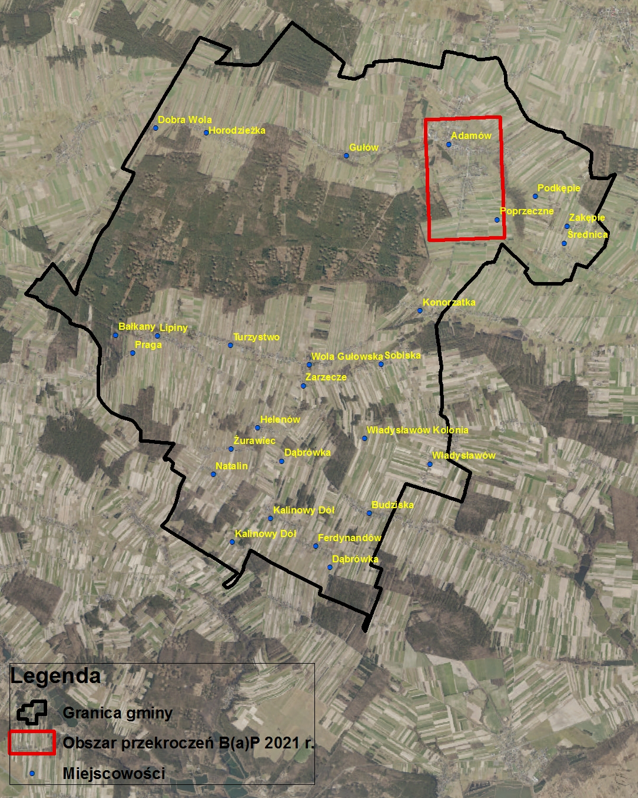 Dobra Wola
Horodzieżka
Gułów
Adamów
Podkępie
Poprzeczne
Zakępie
Średnica
Konorzatka
Bałkany
Lipiny
Praga
Turzystwo
Wola Gułowska
Sobiska
Zarzecze
Helenów
Żurawiec
Dąbrówka
Natalin
Władysławów Kolonia
Władysławów
Kalinowy Dół
Budziska
Kalinowy Dół
Ferdynandów
Dąbrówka
Legenda
Granica gminy
Obszar przekroczeń B(a)P 2021 r.
Miejscowości